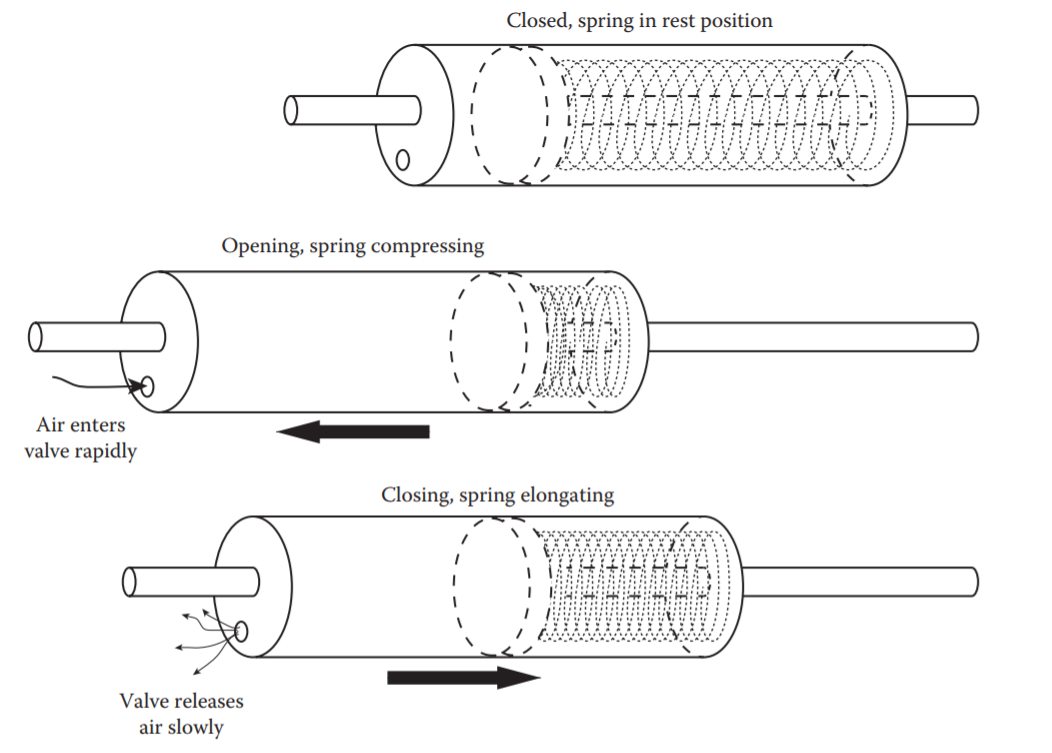 Closed, spring in rest position
Opening, spring compressing
Air enters
valve rapidly
Closing, spring elongating
Valve releases
air slowly